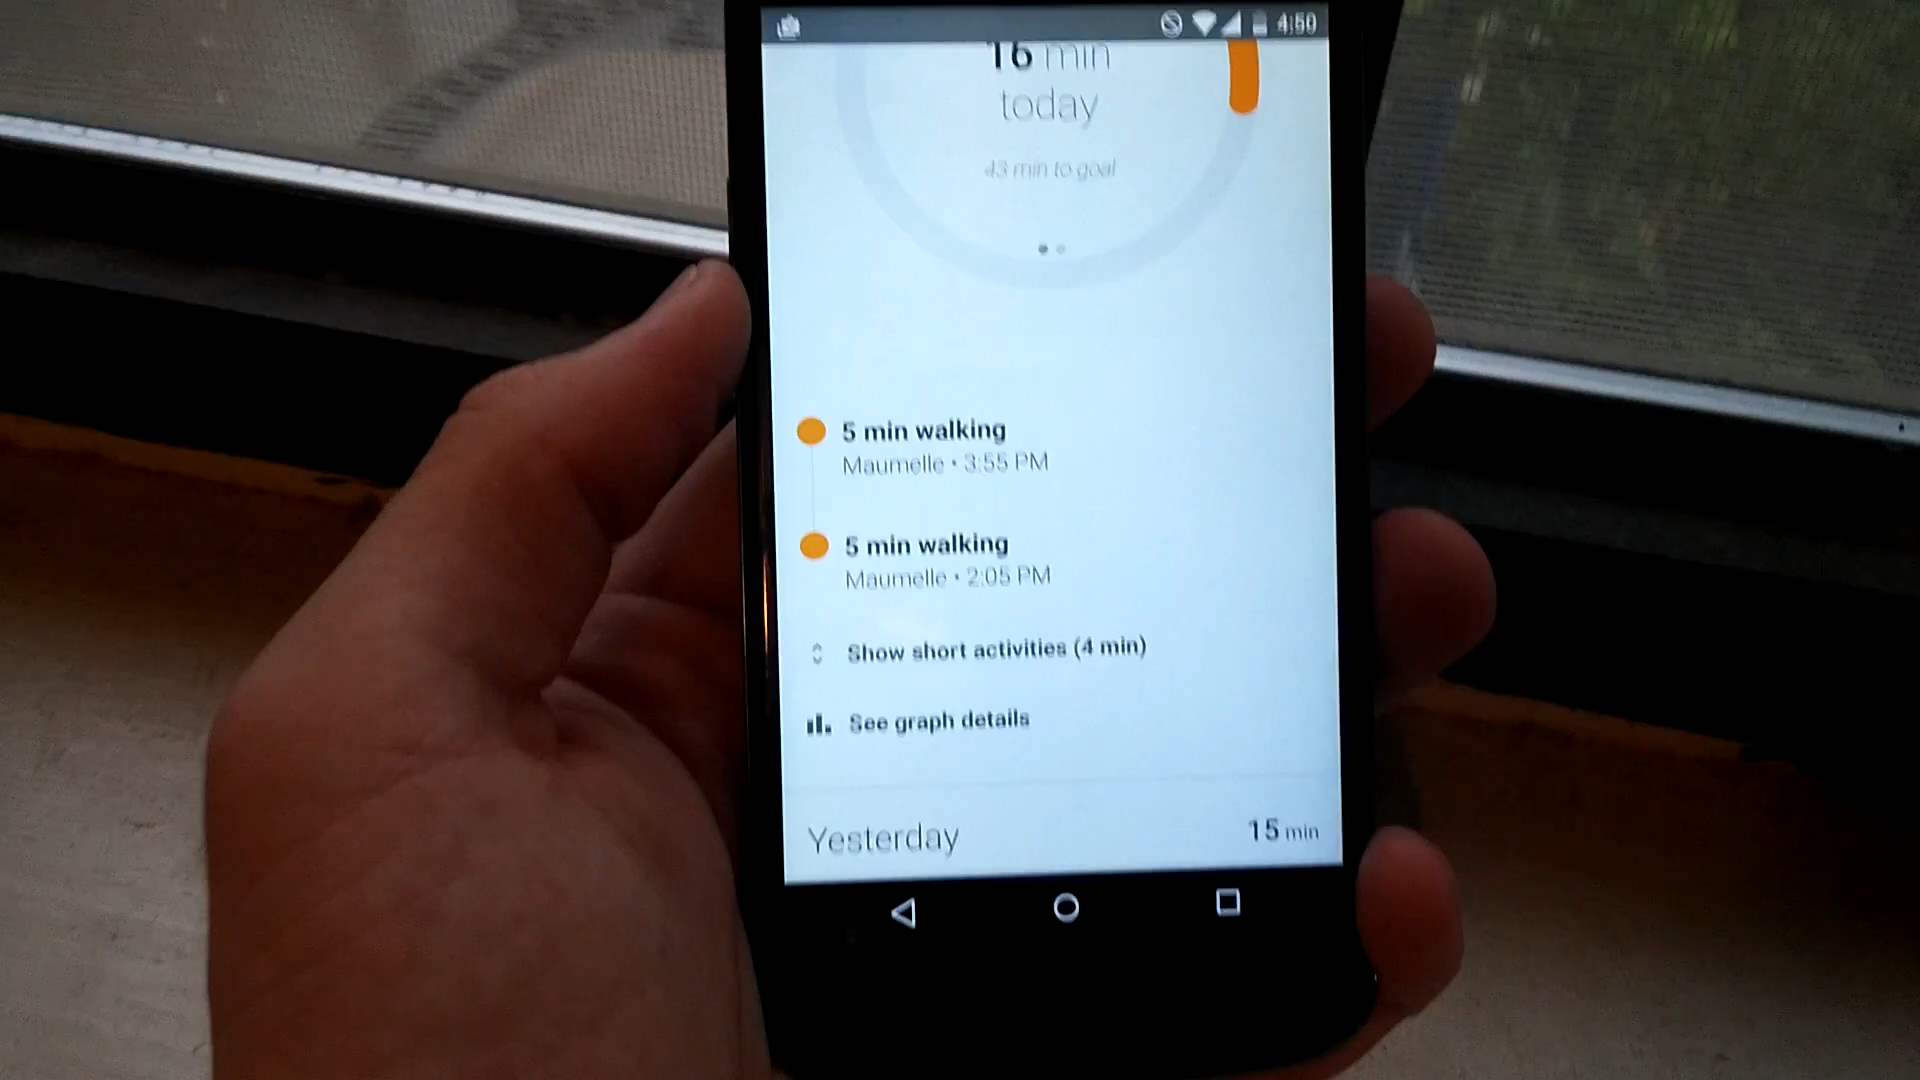 4:50
16 min
today
43 min to goal
5 min walking
Maumelle • 3:55 PM
5 min walking
Maumelle • 2:05 PM
Show short activities (4 min)
See graph details
Yesterday
15 min